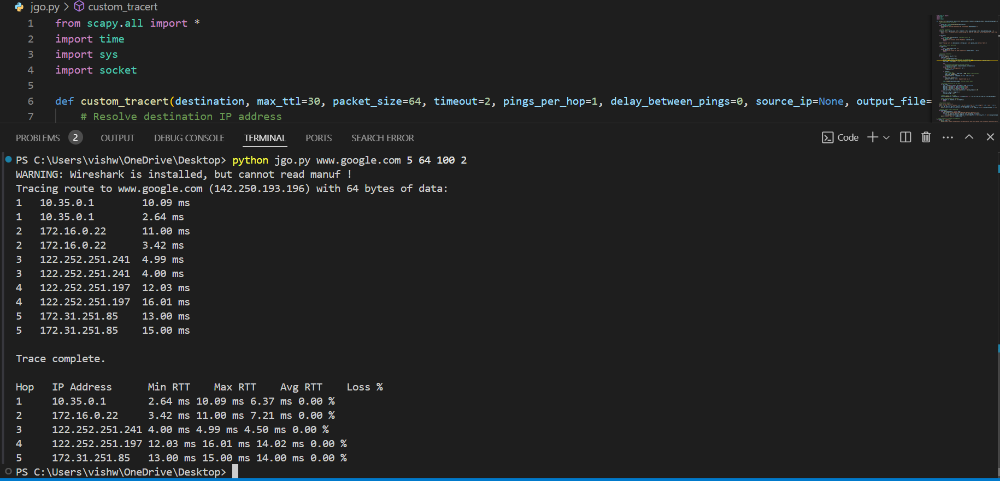 jgo.py > custom_tracert
1 from scapy.all import *
2 import time
3 import sys
4 import socket
5
6 def custom_tracert(destination, max_ttl=30, packet_size=64, timeout=2, pings_per_hop=1, delay_between_pings=0, source_ip=None, output_file=
7 # Resolve destination IP address
PROBLEMS 2 OUTPUT DEBUG CONSOLE TERMINAL PORTS SEARCH ERROR Code
PS C:\Users\vishw\OneDrive\Desktop> python jgo.py www.google.com 5 64 100 2
WARNING: Wireshark is installed, but cannot read manuf !
Tracing route to www.google.com (142.250.193.196) with 64 bytes of data:
1 10.35.0.1 10.09 ms
1 10.35.0.1 2.64 ms
2 172.16.0.22 11.00 ms
2 172.16.0.22 3.42 ms
3 122.252.251.241 4.99 ms
3 122.252.251.241 4.00 ms
4 122.252.251.197 12.03 ms
4 122.252.251.197 16.01 ms
5 172.31.251.85 13.00 ms
5 172.31.251.85 15.00 ms
Trace complete.
Hop IP Address Min RTT Max RTT Avg RTT Loss %
1 10.35.0.1 2.64 ms 10.09 ms 6.37 ms 0.00 %
2 172.16.0.22 3.42 ms 11.00 ms 7.21 ms 0.00 %
3 122.252.251.241 4.00 ms 4.99 ms 4.50 ms 0.00 %
4 122.252.251.197 12.03 ms 16.01 ms 14.02 ms 0.00 %
5 172.31.251.85 13.00 ms 15.00 ms 14.00 ms 0.00 %
PS C:\Users\vishw\OneDrive\Desktop>